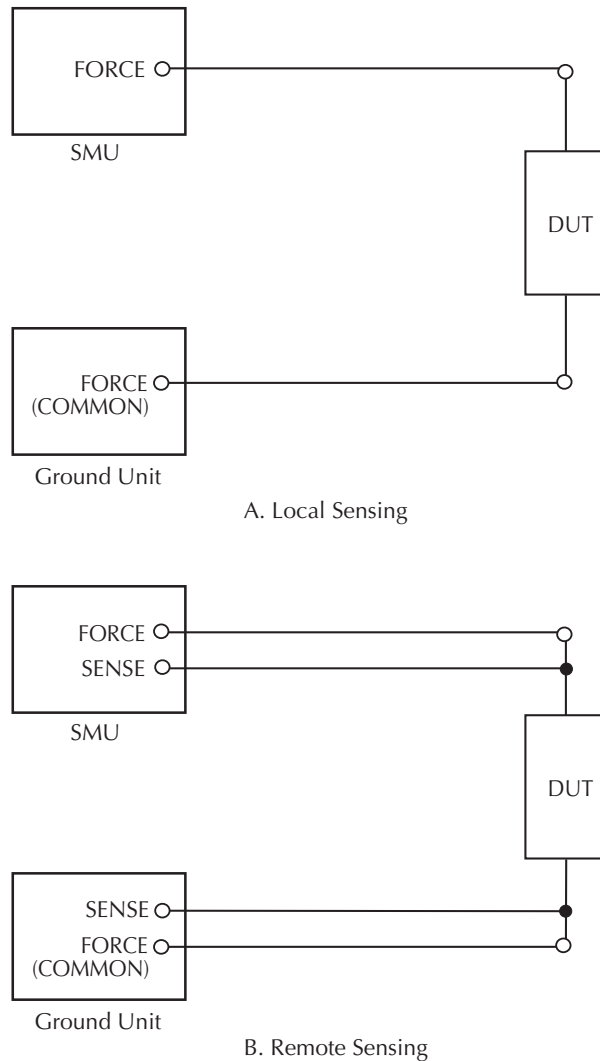 FORCE
SMU
DUT
FORCE
(COMMON)
Ground Unit
A. Local Sensing
FORCE
SENSE
SMU
DUT
SENSE
FORCE
(COMMON)
Ground Unit
B. Remote Sensing